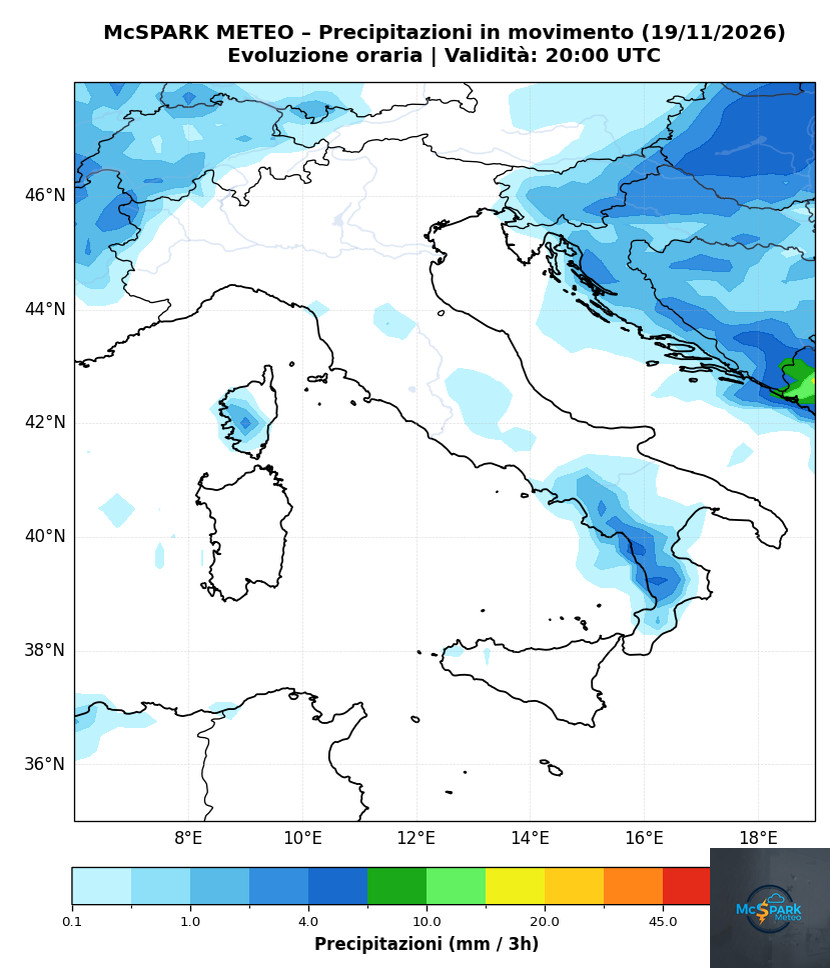 McSPARK METEO – Precipitazioni in movimento (19/11/2026)
Evoluzione oraria | Validità: 20:00 UTC
46°N
44°N
42°N
40°N
38°N
36°N
8°E 10°E 12°E 14°E 16°E 18°E
0.1 1.0 4.0 10.0 20.0 45.0
Precipitazioni (mm / 3h)
McSPARK
Meteo